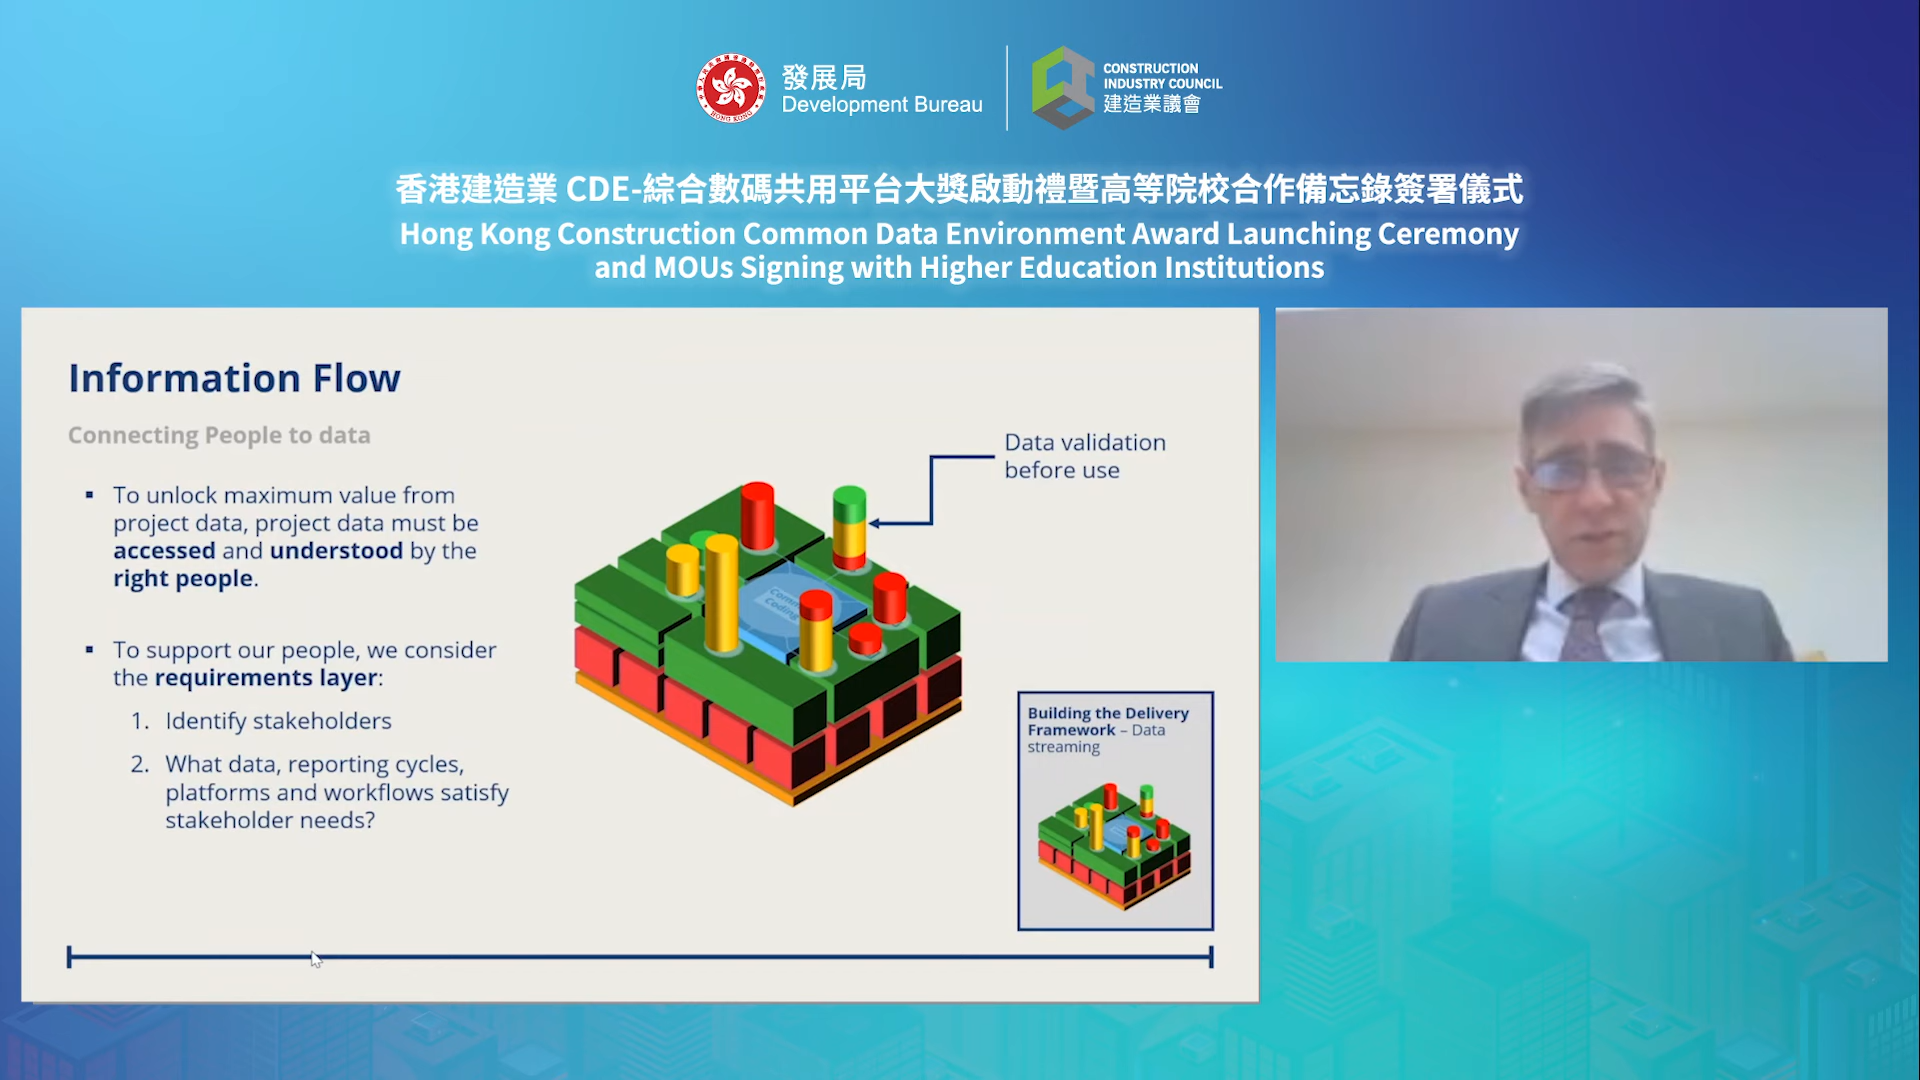 發展局
Development Bureau
CONSTRUCTION
INDUSTRY COUNCIL
建造業議會
香港建造業 CDE-綜合數碼共用平台大獎啟動禮暨高等院校合作備忘錄簽署儀式
Hong Kong Construction Common Data Environment Award Launching Ceremony
and MOUs Signing with Higher Education Institutions
Information Flow
Connecting People to data
▪ To unlock maximum value from
project data, project data must be
accessed and understood by the
right people.
▪ To support our people, we consider
the requirements layer:
1. Identify stakeholders
2. What data, reporting cycles,
platforms and workflows satisfy
stakeholder needs?
Data validation
before use
Building the Delivery
Framework – Data
streaming